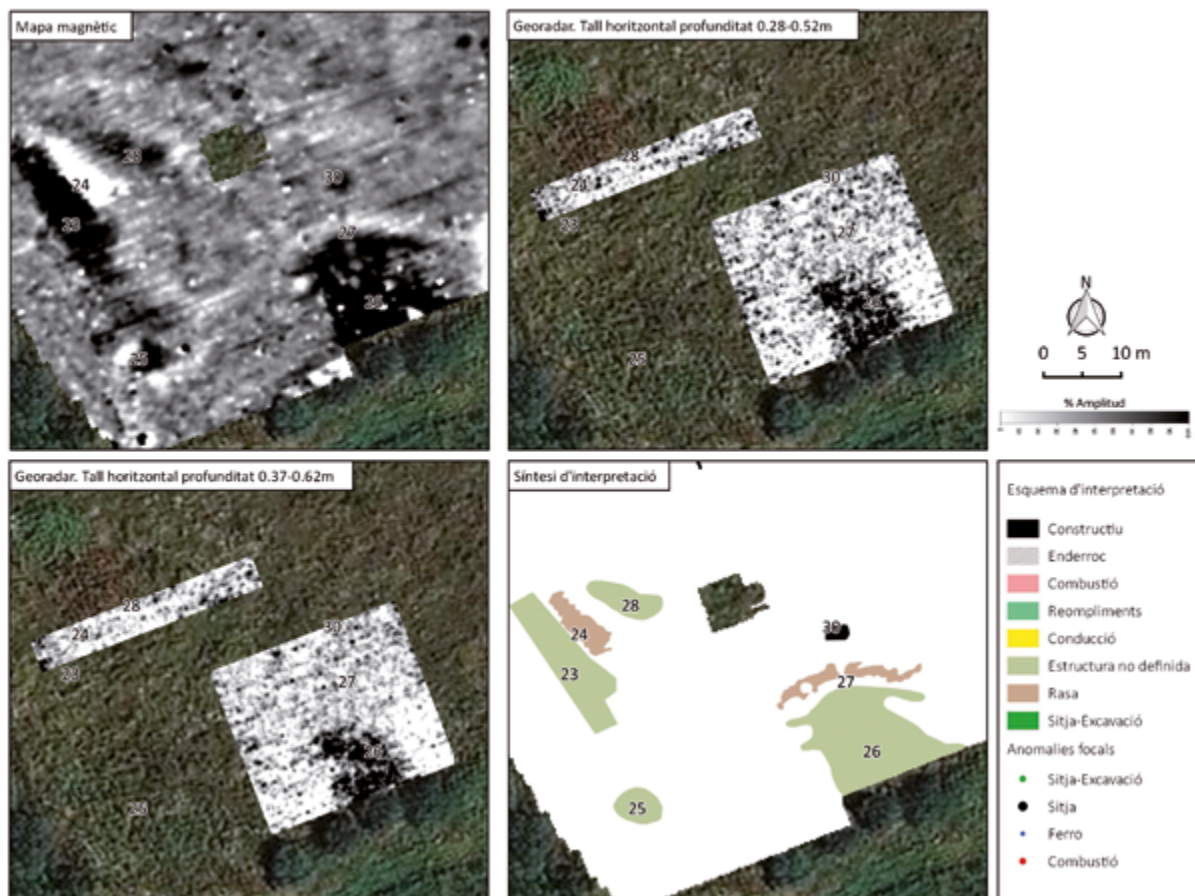 Mapa magnètic
28
24
23
30
27
26
25
Georadar. Tall horitzontal profunditat 0.28-0.52m
28
24
23
30
27
26
25
N
0 5 10 m
% Amplitud
Georadar. Tall horitzontal profunditat 0.37-0.62m
28
24
23
30
27
26
25
Síntesi d'interpretació
28
24
23
30
27
26
25
Esquema d'interpretació
Constructiu
Enderroc
Combustió
Reompliments
Conducció
Estructura no definida
Rasa
Sitja-Excavació
Anomalies focals
Sitja-Excavació
Sitja
Ferro
Combustió